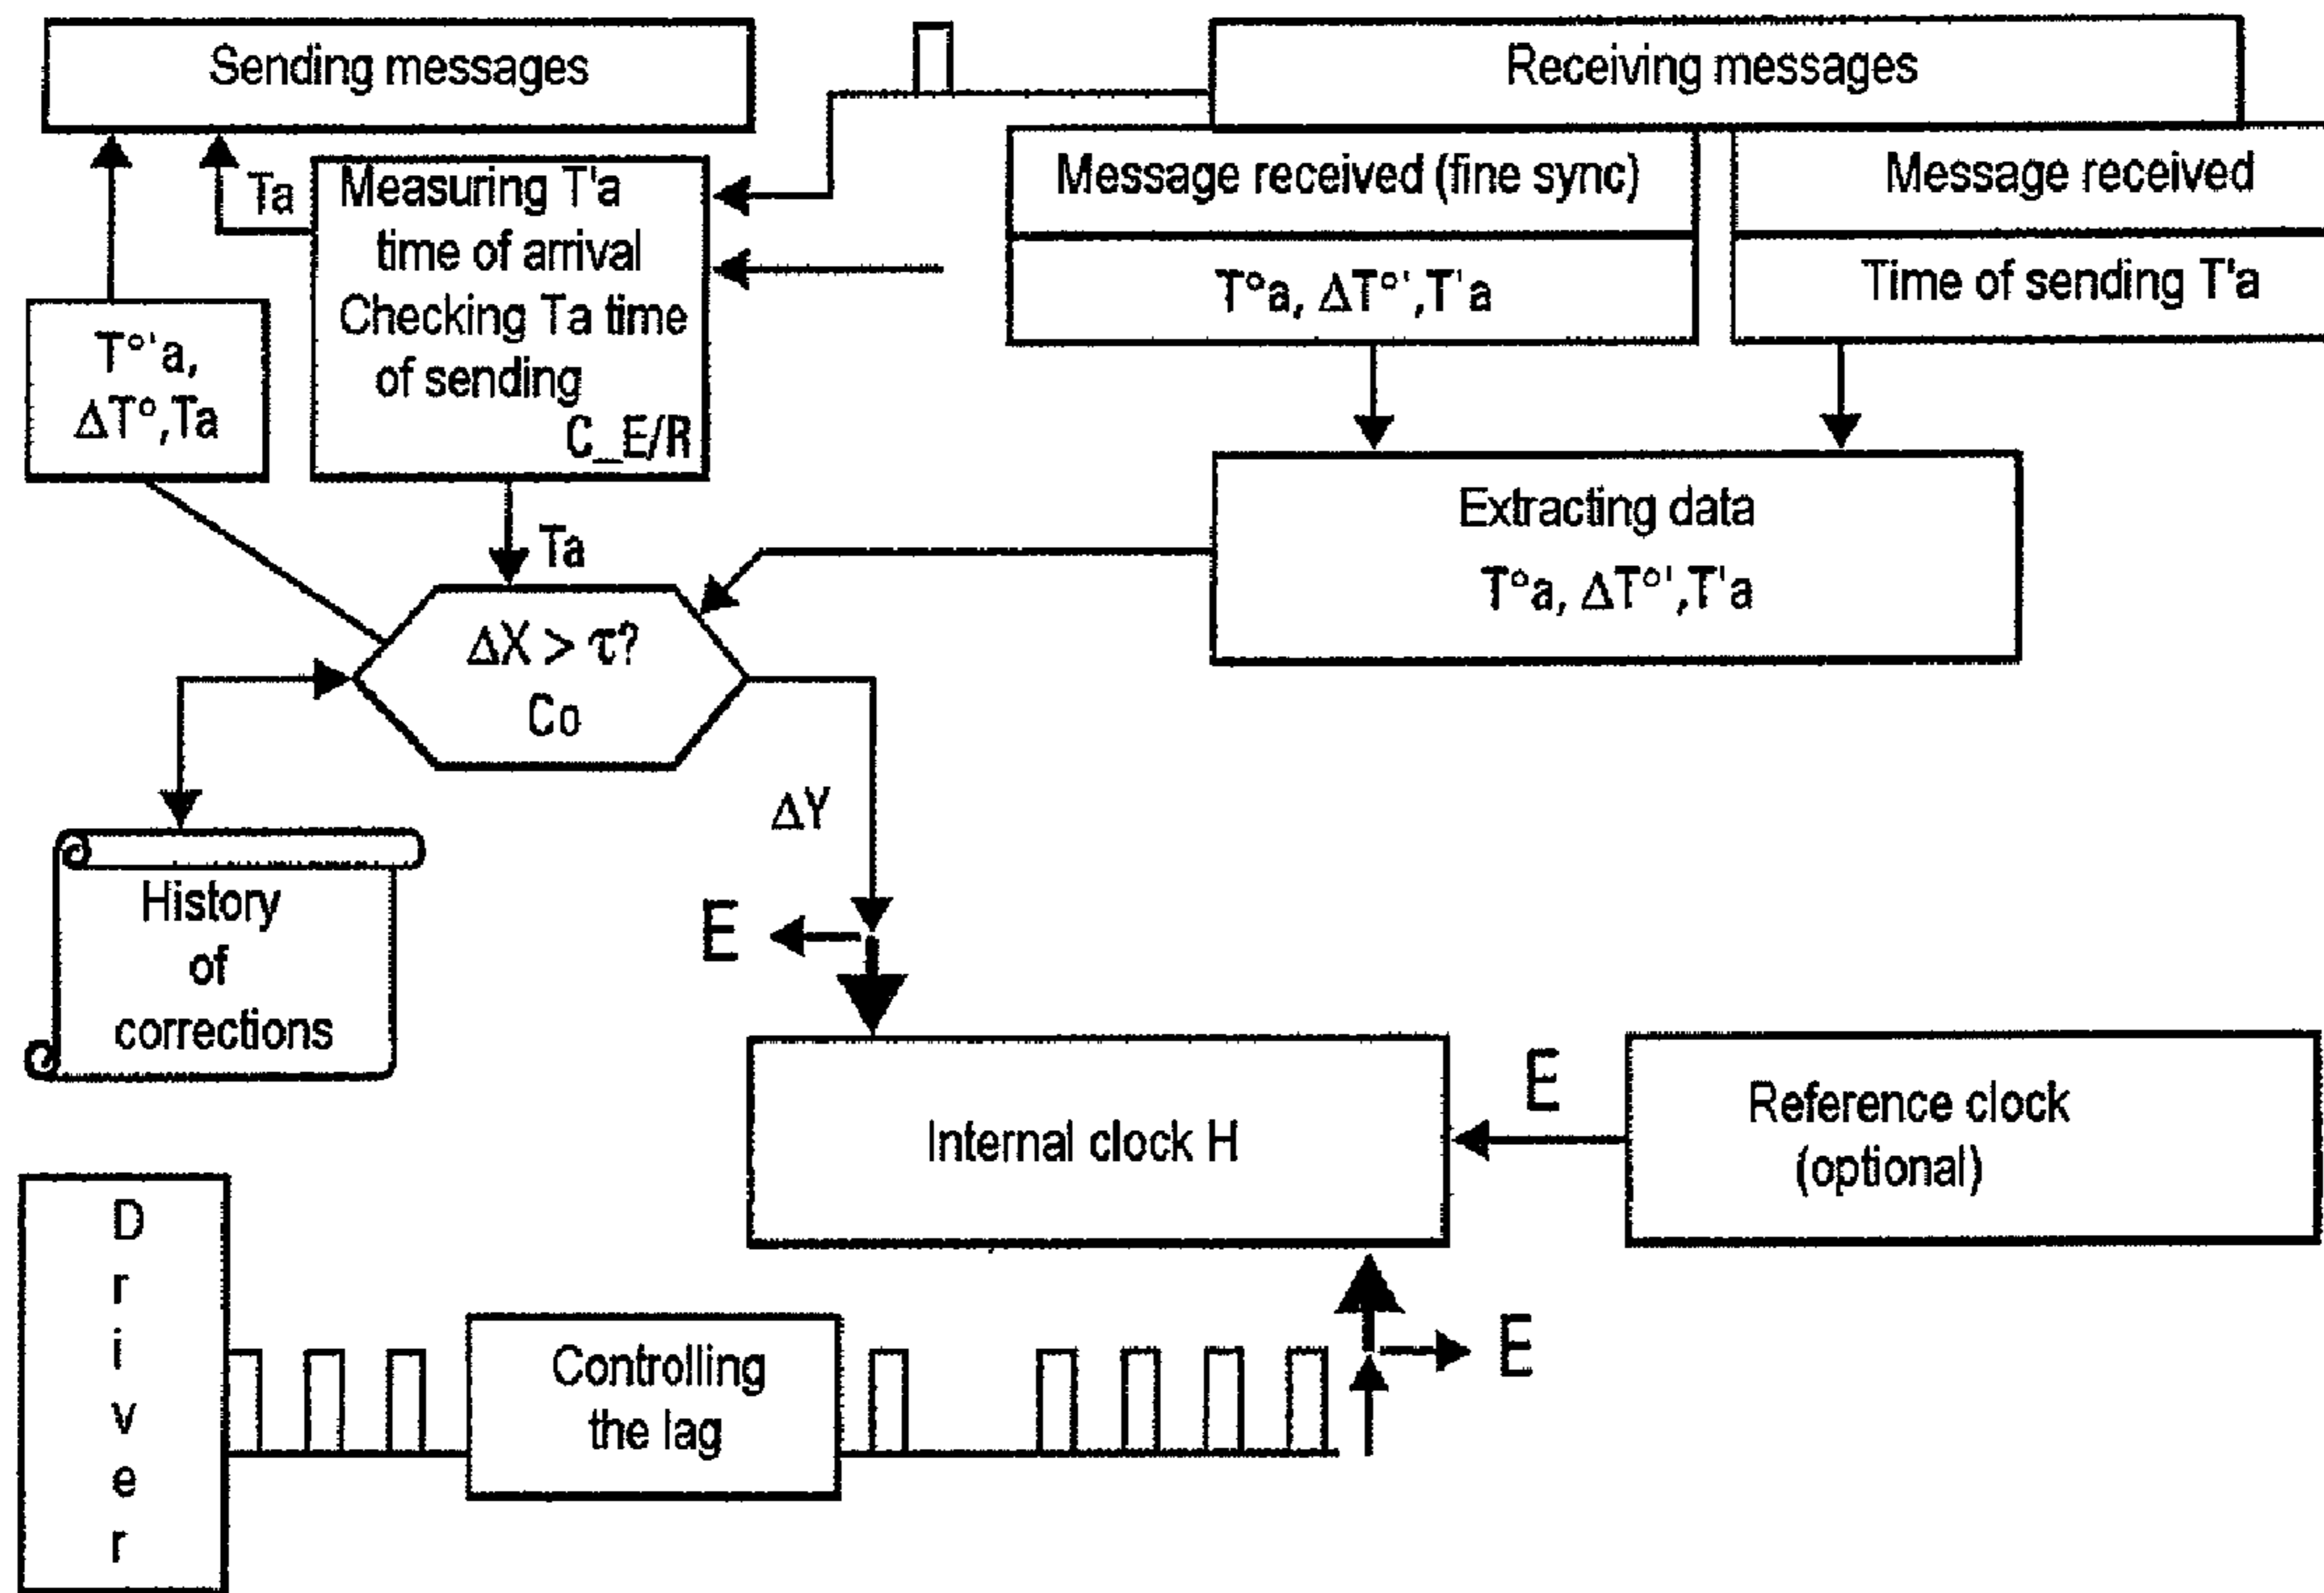 Sending messages
Receiving messages
Ta
Measuring T'a
time of arrival
Checking Ta time
of sending
C_E/R
Message received (fine sync)
T°a, ΔT°',T'a
Message received
Time of sending T'a
T°'a,
ΔT°,Ta
Ta
Extracting data
T°a, ΔT°',T'a
ΔX > τ?
Co
ΔY
History
of
corrections
E
Internal clock H
E
Reference clock
(optional)
Driver
Controlling
the lag
E